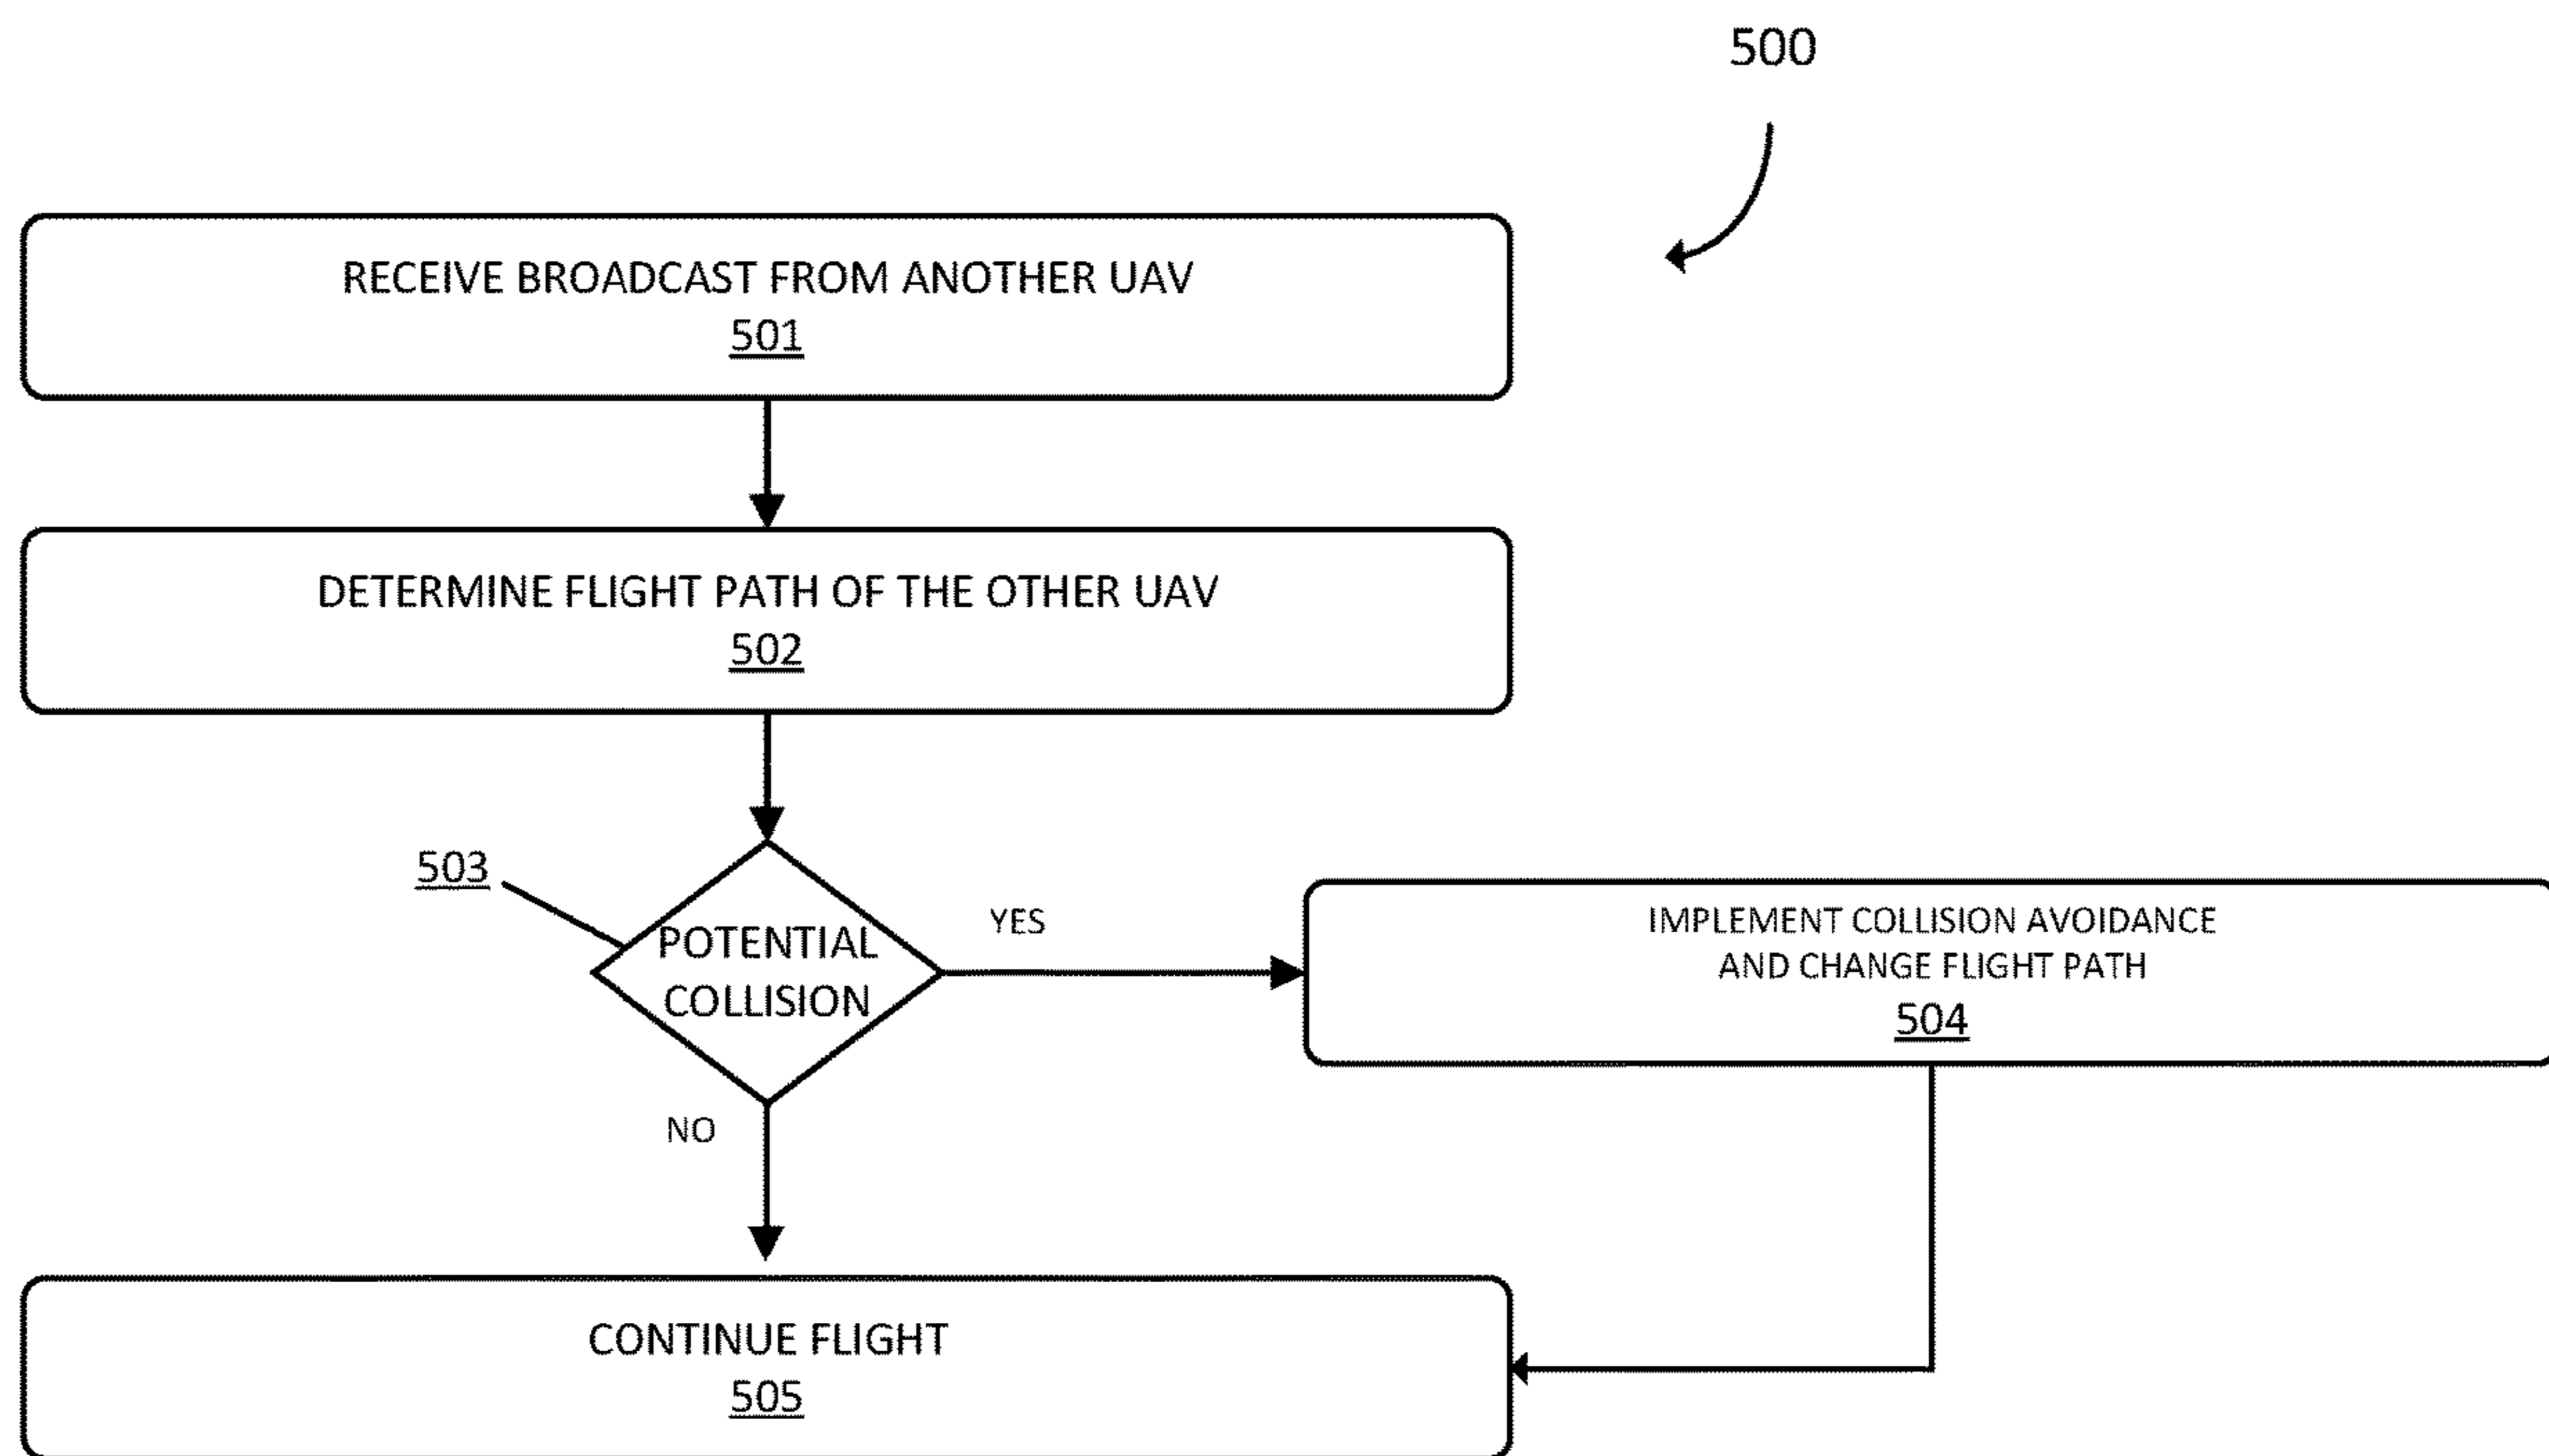 500
RECEIVE BROADCAST FROM ANOTHER UAV
501
DETERMINE FLIGHT PATH OF THE OTHER UAV
502
503
POTENTIAL
COLLISION
YES
IMPLEMENT COLLISION AVOIDANCE
AND CHANGE FLIGHT PATH
504
NO
CONTINUE FLIGHT
505